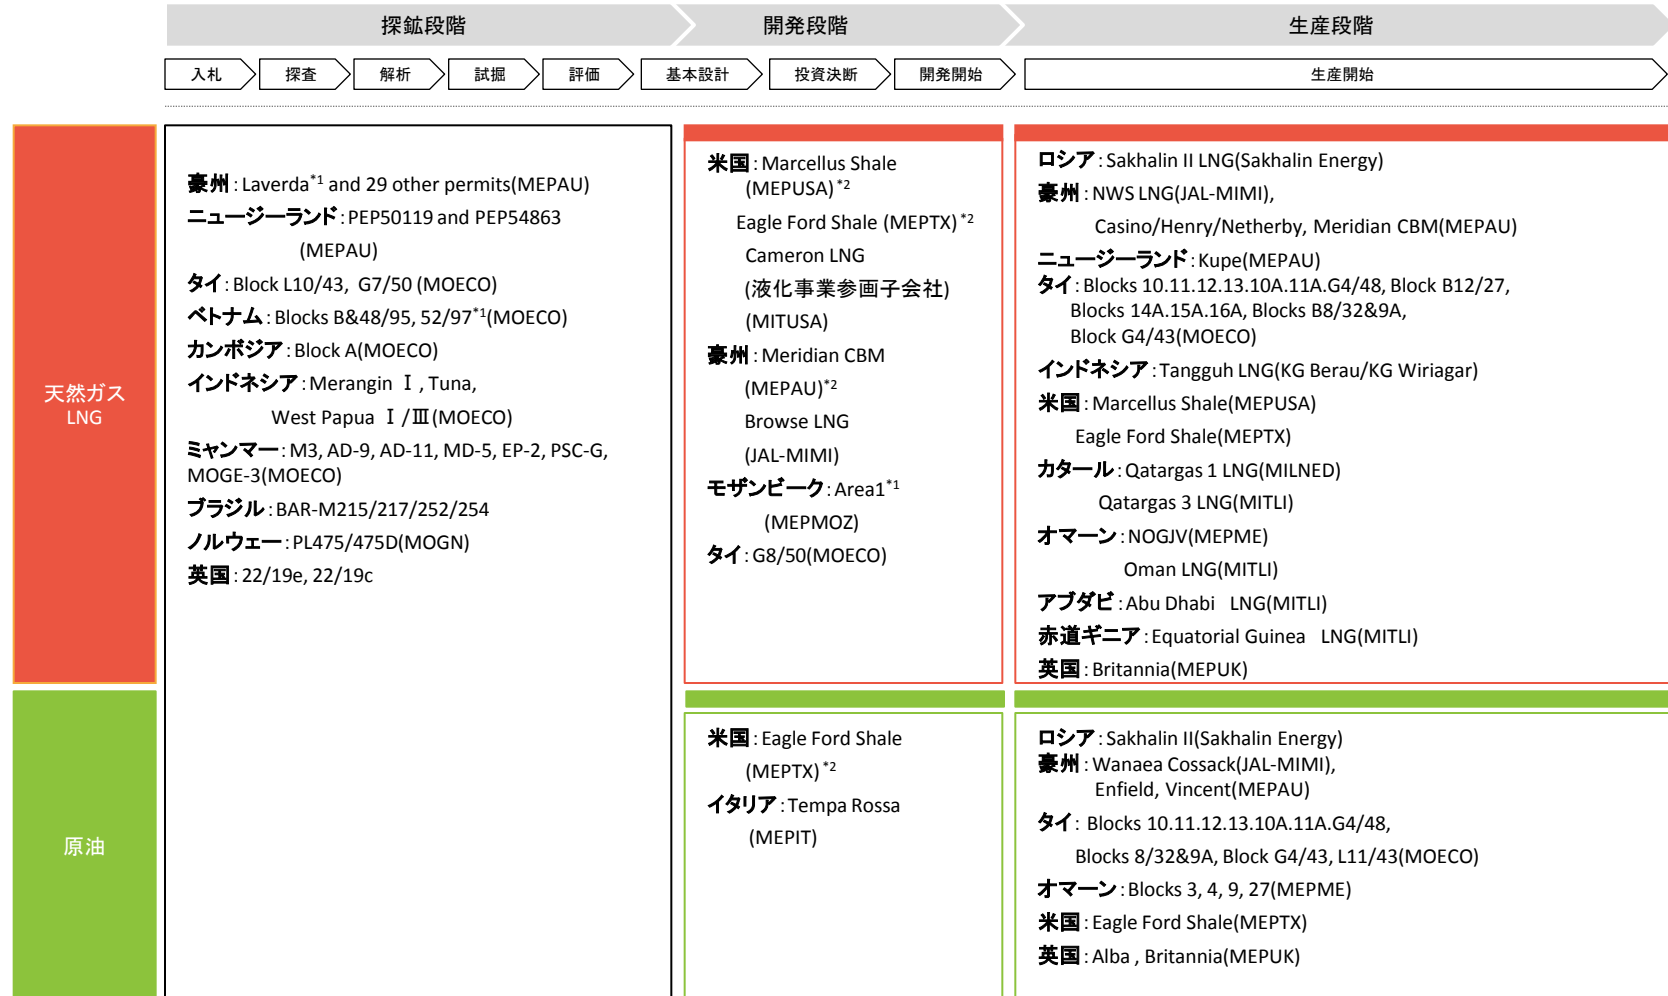 探鉱段階
開発段階
生産段階
入札
探査
解析
試掘
評価
基本設計
投資決断
開発開始
生産開始
天然ガス
LNG
豪州：Laverda*1 and 29 other permits(MEPAU)
ニュージーランド：PEP50119 and PEP54863
(MEPAU)
タイ：Block L10/43, G7/50 (MOECO)
ベトナム：Blocks B&48/95, 52/97*1(MOECO)
カンボジア：Block A(MOECO)
インドネシア：Merangin Ⅰ, Tuna,
West Papua Ⅰ/Ⅲ(MOECO)
ミャンマー：M3, AD-9, AD-11, MD-5, EP-2, PSC-G,
MOGE-3(MOECO)
ブラジル：BAR-M215/217/252/254
ノルウェー：PL475/475D(MOGN)
英国：22/19e, 22/19c
米国：Marcellus Shale
(MEPUSA)*2
Eagle Ford Shale (MEPTX)*2
Cameron LNG
(液化事業参画子会社)
(MITUSA)
豪州：Meridian CBM
(MEPAU)*2
Browse LNG
(JAL-MIMI)
モザンビーク：Area1*1
(MEPMOZ)
タイ：G8/50(MOECO)
ロシア：Sakhalin II LNG(Sakhalin Energy)
豪州：NWS LNG(JAL-MIMI),
Casino/Henry/Netherby, Meridian CBM(MEPAU)
ニュージーランド：Kupe(MEPAU)
タイ：Blocks 10.11.12.13.10A.11A.G4/48, Block B12/27,
Blocks 14A.15A.16A, Blocks B8/32&9A,
Block G4/43(MOECO)
インドネシア：Tangguh LNG(KG Berau/KG Wiriagar)
米国：Marcellus Shale(MEPUSA)
Eagle Ford Shale(MEPTX)
カタール：Qatargas 1 LNG(MILNED)
Qatargas 3 LNG(MITLI)
オマーン：NOGJV(MEPME)
Oman LNG(MITLI)
アブダビ：Abu Dhabi LNG(MITLI)
赤道ギニア：Equatorial Guinea LNG(MITLI)
英国：Britannia(MEPUK)
原油
米国：Eagle Ford Shale
(MEPTX)*2
イタリア：Tempa Rossa
(MEPIT)
ロシア：Sakhalin II(Sakhalin Energy)
豪州：Wanaea Cossack(JAL-MIMI),
Enfield, Vincent(MEPAU)
タイ：Blocks 10.11.12.13.10A.11A.G4/48,
Blocks 8/32&9A, Block G4/43, L11/43(MOECO)
オマーン：Blocks 3, 4, 9, 27(MEPME)
米国：Eagle Ford Shale(MEPTX)
英国：Alba , Britannia(MEPUK)